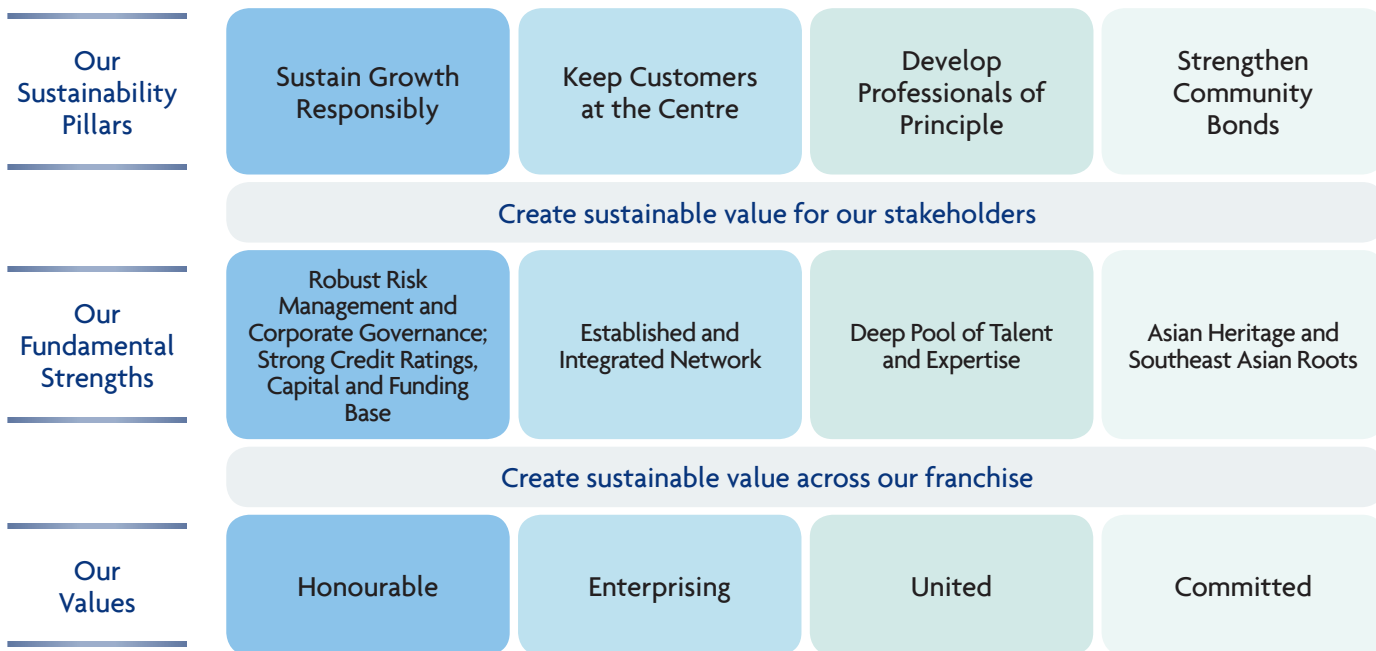 Our
Sustainability
Pillars
Sustain Growth
Responsibly
Keep Customers
at the Centre
Develop
Professionals of
Principle
Strengthen
Community
Bonds
Create sustainable value for our stakeholders
Our
Fundamental
Strengths
Robust Risk
Management and
Corporate Governance;
Strong Credit Ratings,
Capital and Funding
Base
Established and
Integrated Network
Deep Pool of Talent
and Expertise
Asian Heritage and
Southeast Asian Roots
Create sustainable value across our franchise
Our
Values
Honourable
Enterprising
United
Committed